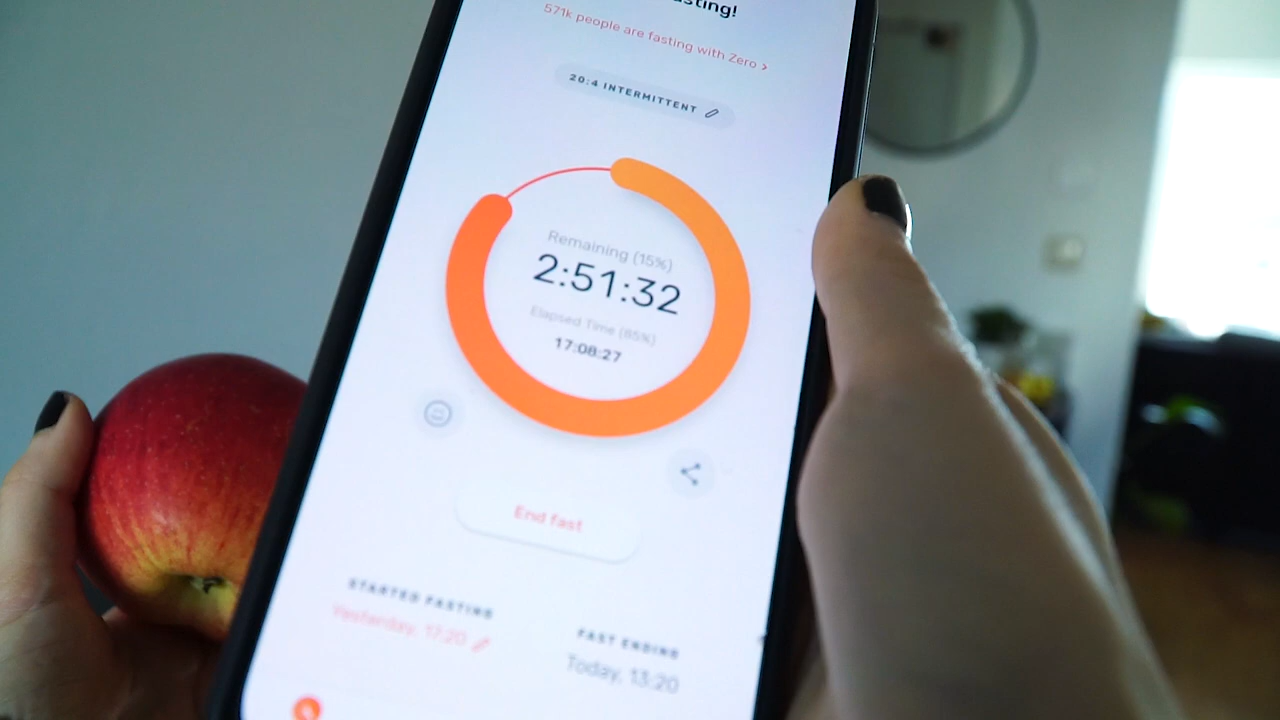 571k people are fasting with Zero >
20:4 INTERMITTENT
Remaining (15%)
2:51:32
Elapsed Time (85%)
17:08:27
End fast
STARTED FASTING
Yesterday, 17:20
FAST ENDING
Today, 13:20